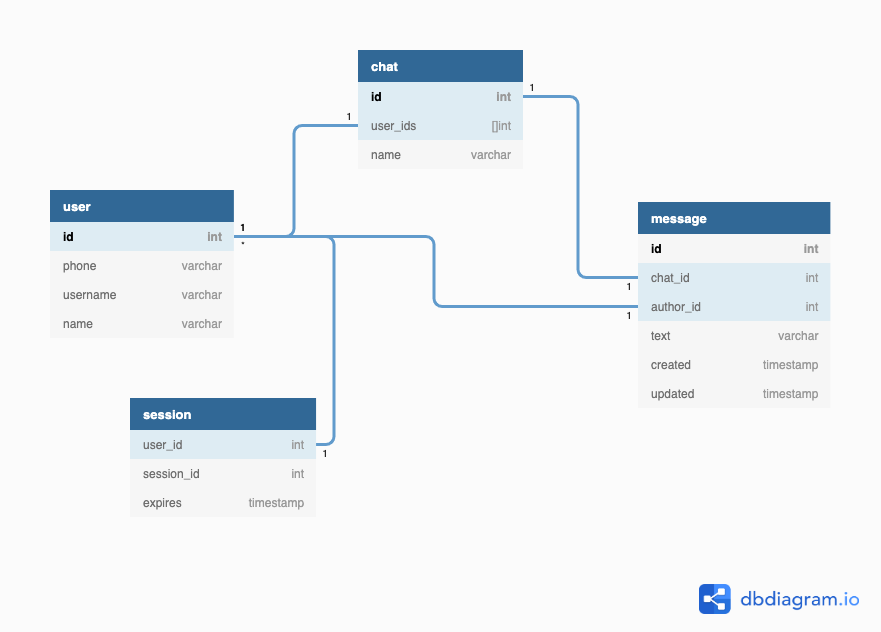 chat
id int
user_ids []int
name varchar
1
1
user
id int
phone varchar
username varchar
name varchar
1
*
message
id int
chat_id int
author_id int
text varchar
created timestamp
updated timestamp
1
1
session
user_id int
session_id int
expires timestamp
1
dbdiagram.io